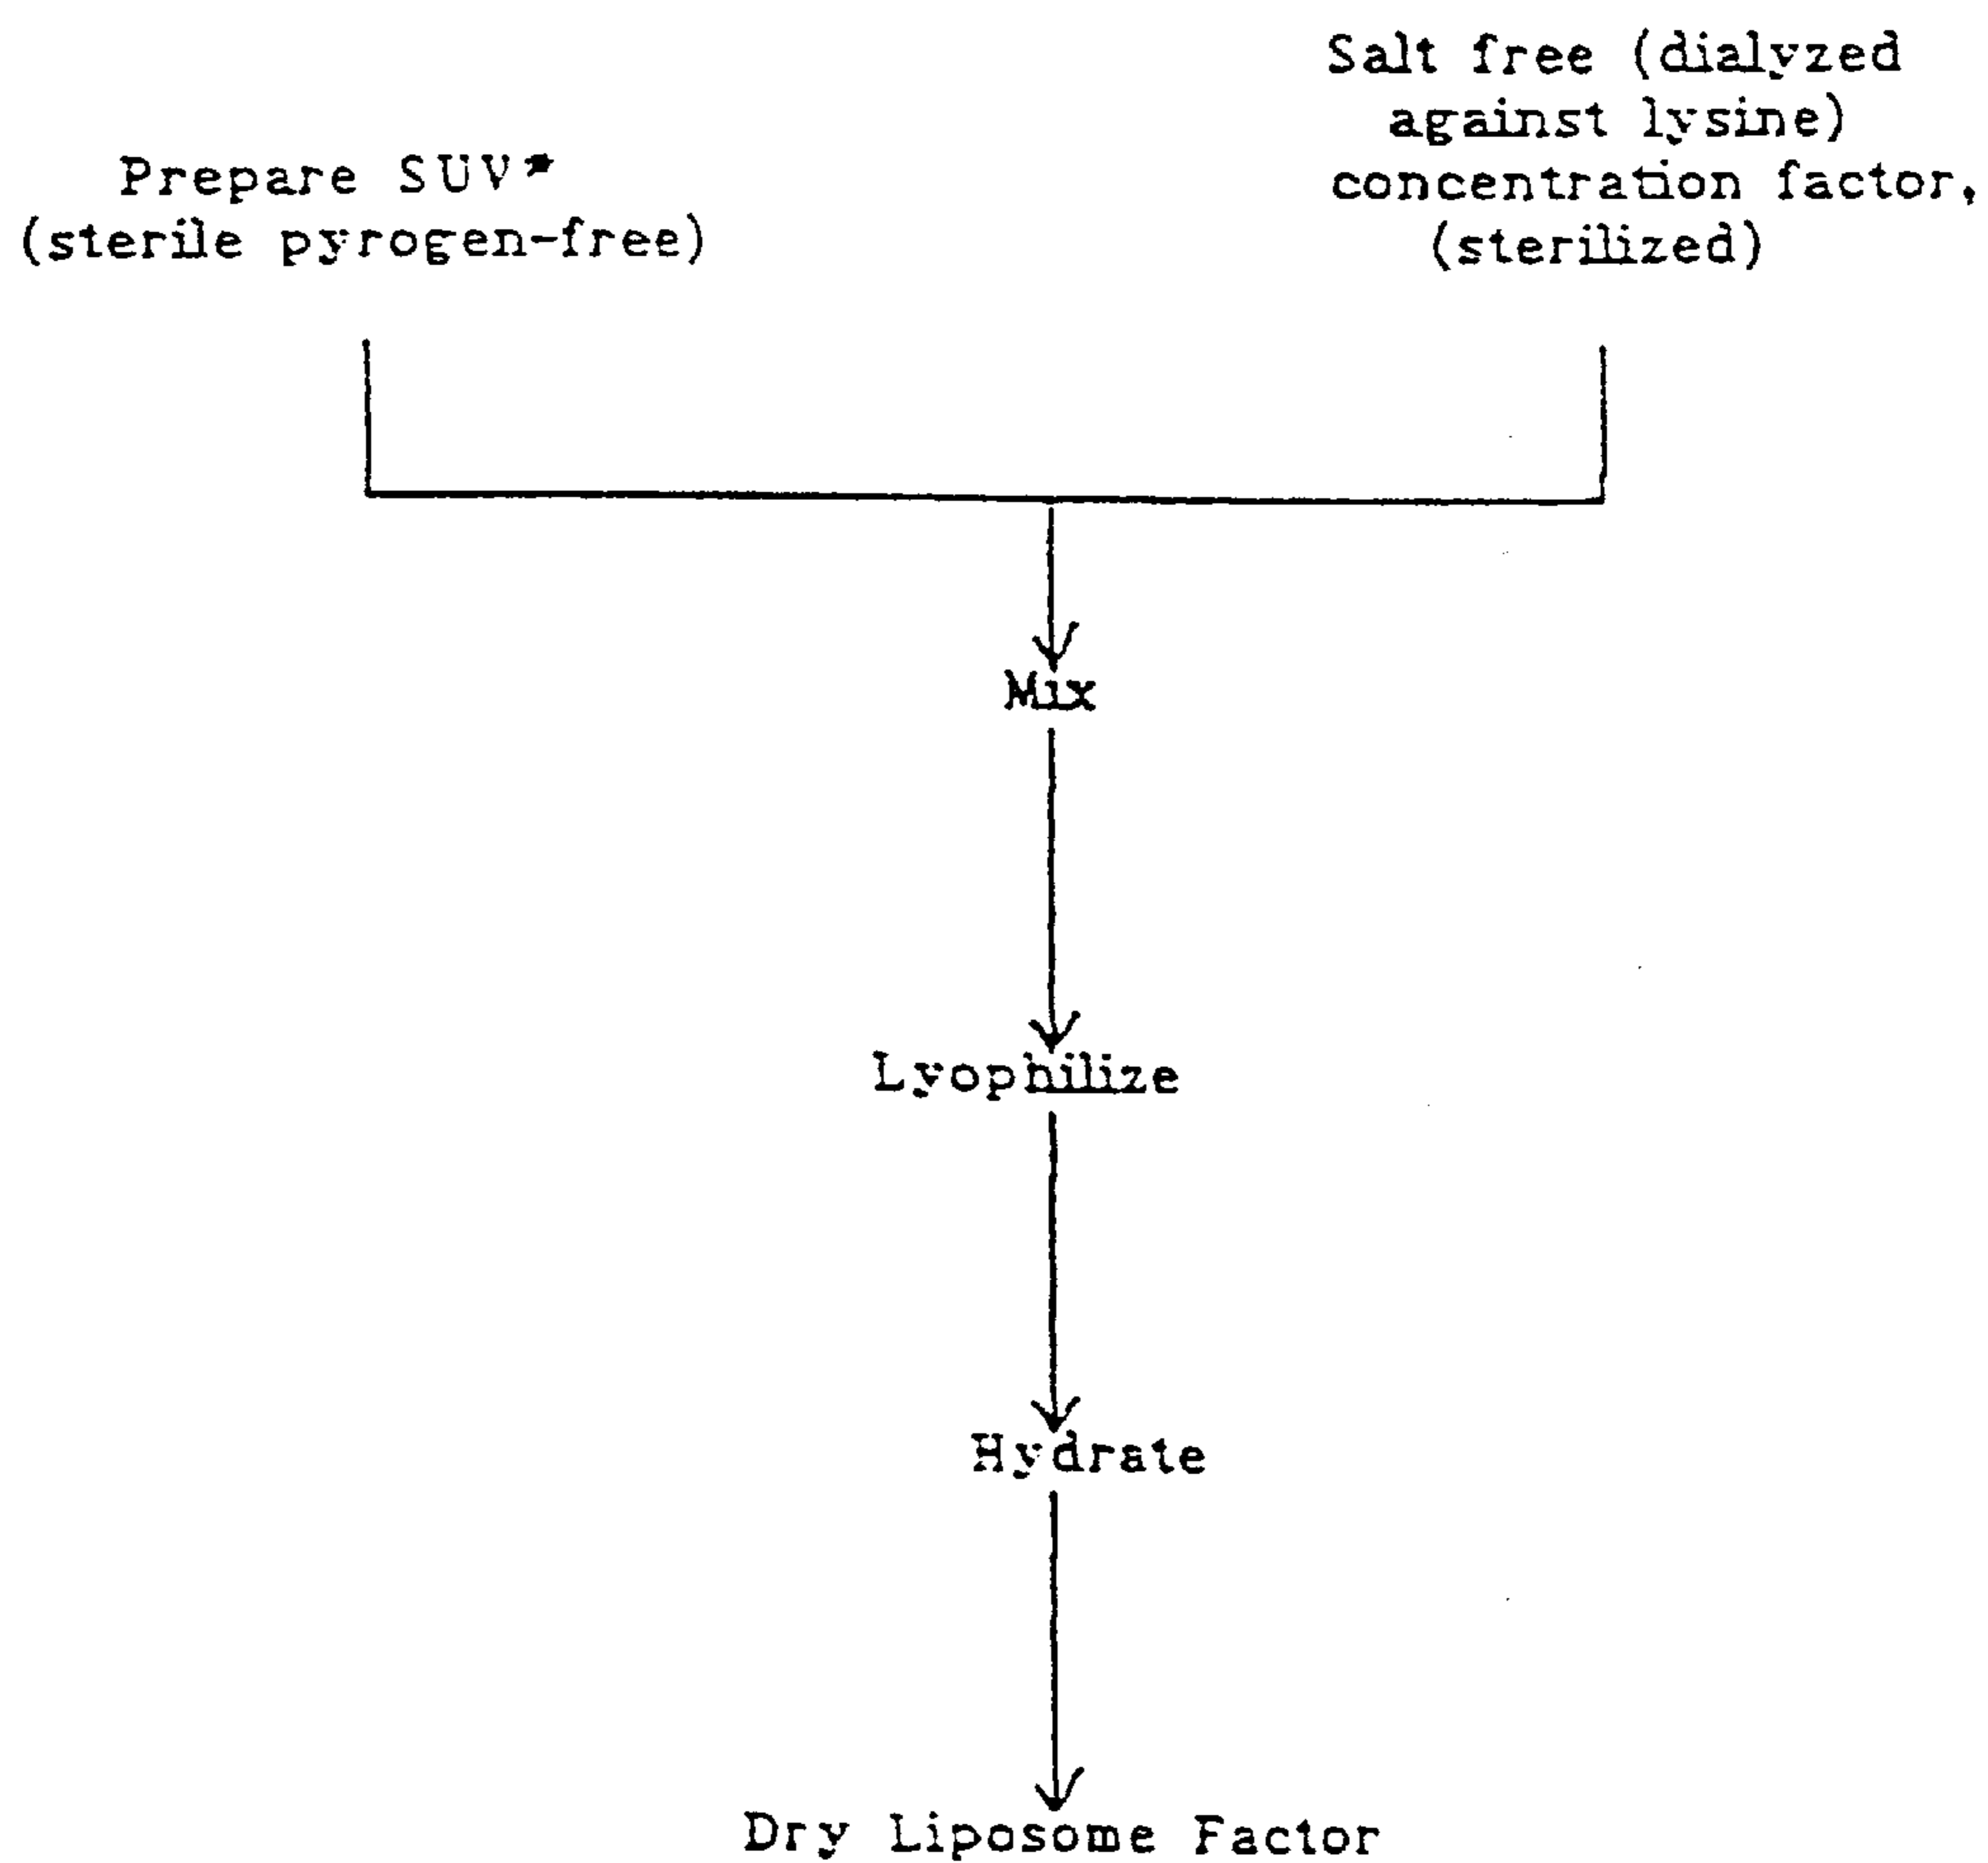 Prepare SUV*
(sterile pyrogen-free)
Salt free (dialyzed
against lysine)
concentration factor,
(sterilized)
Mix
Lyophilize
Hydrate
Dry Liposome Factor